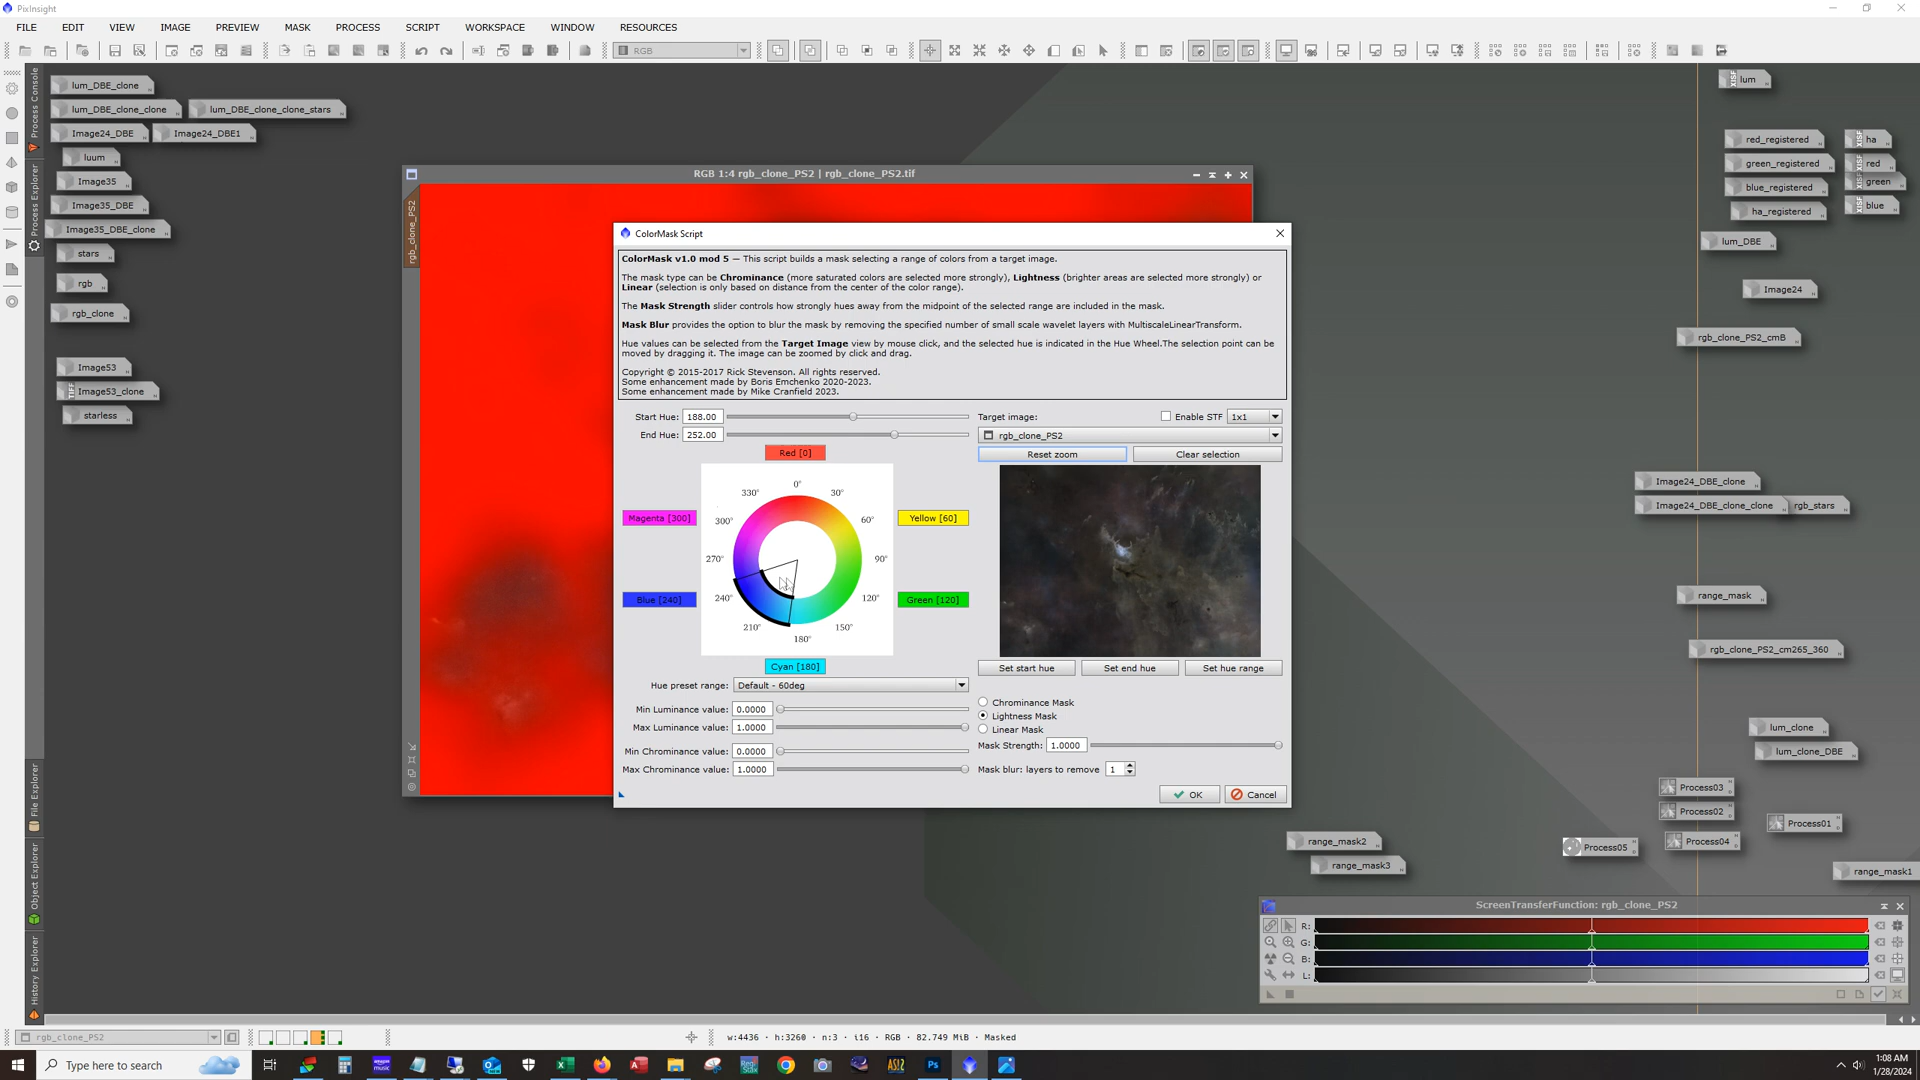 PixInsight
FILE EDIT VIEW IMAGE PREVIEW MASK PROCESS SCRIPT WORKSPACE WINDOW RESOURCES
RGB
Process Console
Process Explorer
File Explorer
Object Explorer
History Explorer
lum_DBE_clone
lum_DBE_clone_clone
lum_DBE_clone_clone_stars
Image24_DBE
Image24_DBE1
luum
Image35
Image35_DBE
Image35_DBE_clone
stars
rgb
rgb_clone
Image53
Image53_clone
starless
RGB 1:4 rgb_clone_PS2 | rgb_clone_PS2.tif
rgb_clone_PS2
ColorMask Script
ColorMask v1.0 mod 5 — This script builds a mask selecting a range of colors from a target image.
The mask type can be Chrominance (more saturated colors are selected more strongly), Lightness (brighter areas are selected more strongly) or
Linear (selection is only based on distance from the center of the color range).
The Mask Strength slider controls how strongly hues away from the midpoint of the selected range are included in the mask.
Mask Blur provides the option to blur the mask by removing the specified number of small scale wavelet layers with MultiscaleLinearTransform.
Hue values can be selected from the Target Image view by mouse click, and the selected hue is indicated in the Hue Wheel.The selection point can be
moved by dragging it. The image can be zoomed by click and drag.
Copyright © 2015-2017 Rick Stevenson. All rights reserved.
Some enhancement made by Boris Emchenko 2020-2023.
Some enhancement made by Mike Cranfield 2023.
Start Hue: 188.00
End Hue: 252.00
Red [0]
Magenta [300]
Yellow [60]
Blue [240]
Green [120]
Cyan [180]
0°
330° 30°
300° 60°
270° 90°
240° 120°
210° 150°
180°
Hue preset range: Default - 60deg
Min Luminance value: 0.0000
Max Luminance value: 1.0000
Min Chrominance value: 0.0000
Max Chrominance value: 1.0000
Target image: Enable STF 1x1
rgb_clone_PS2
Reset zoom Clear selection
Set start hue Set end hue Set hue range
Chrominance Mask
Lightness Mask
Linear Mask
Mask Strength: 1.0000
Mask blur: layers to remove 1
OK Cancel
lum
red_registered
ha
green_registered
red
blue_registered
green
ha_registered
blue
lum_DBE
Image24
rgb_clone_PS2_cmB
Image24_DBE_clone
Image24_DBE_clone_clone
rgb_stars
range_mask
rgb_clone_PS2_cm265_360
lum_clone
lum_clone_DBE
Process03
Process02
Process01
Process04
Process05
range_mask2
range_mask3
range_mask1
ScreenTransferFunction: rgb_clone_PS2
R:
G:
B:
L:
rgb_clone_PS2
w:4436 · h:3260 · n:3 · i16 · RGB · 82.749 MiB · Masked
Type here to search
1:08 AM
1/28/2024